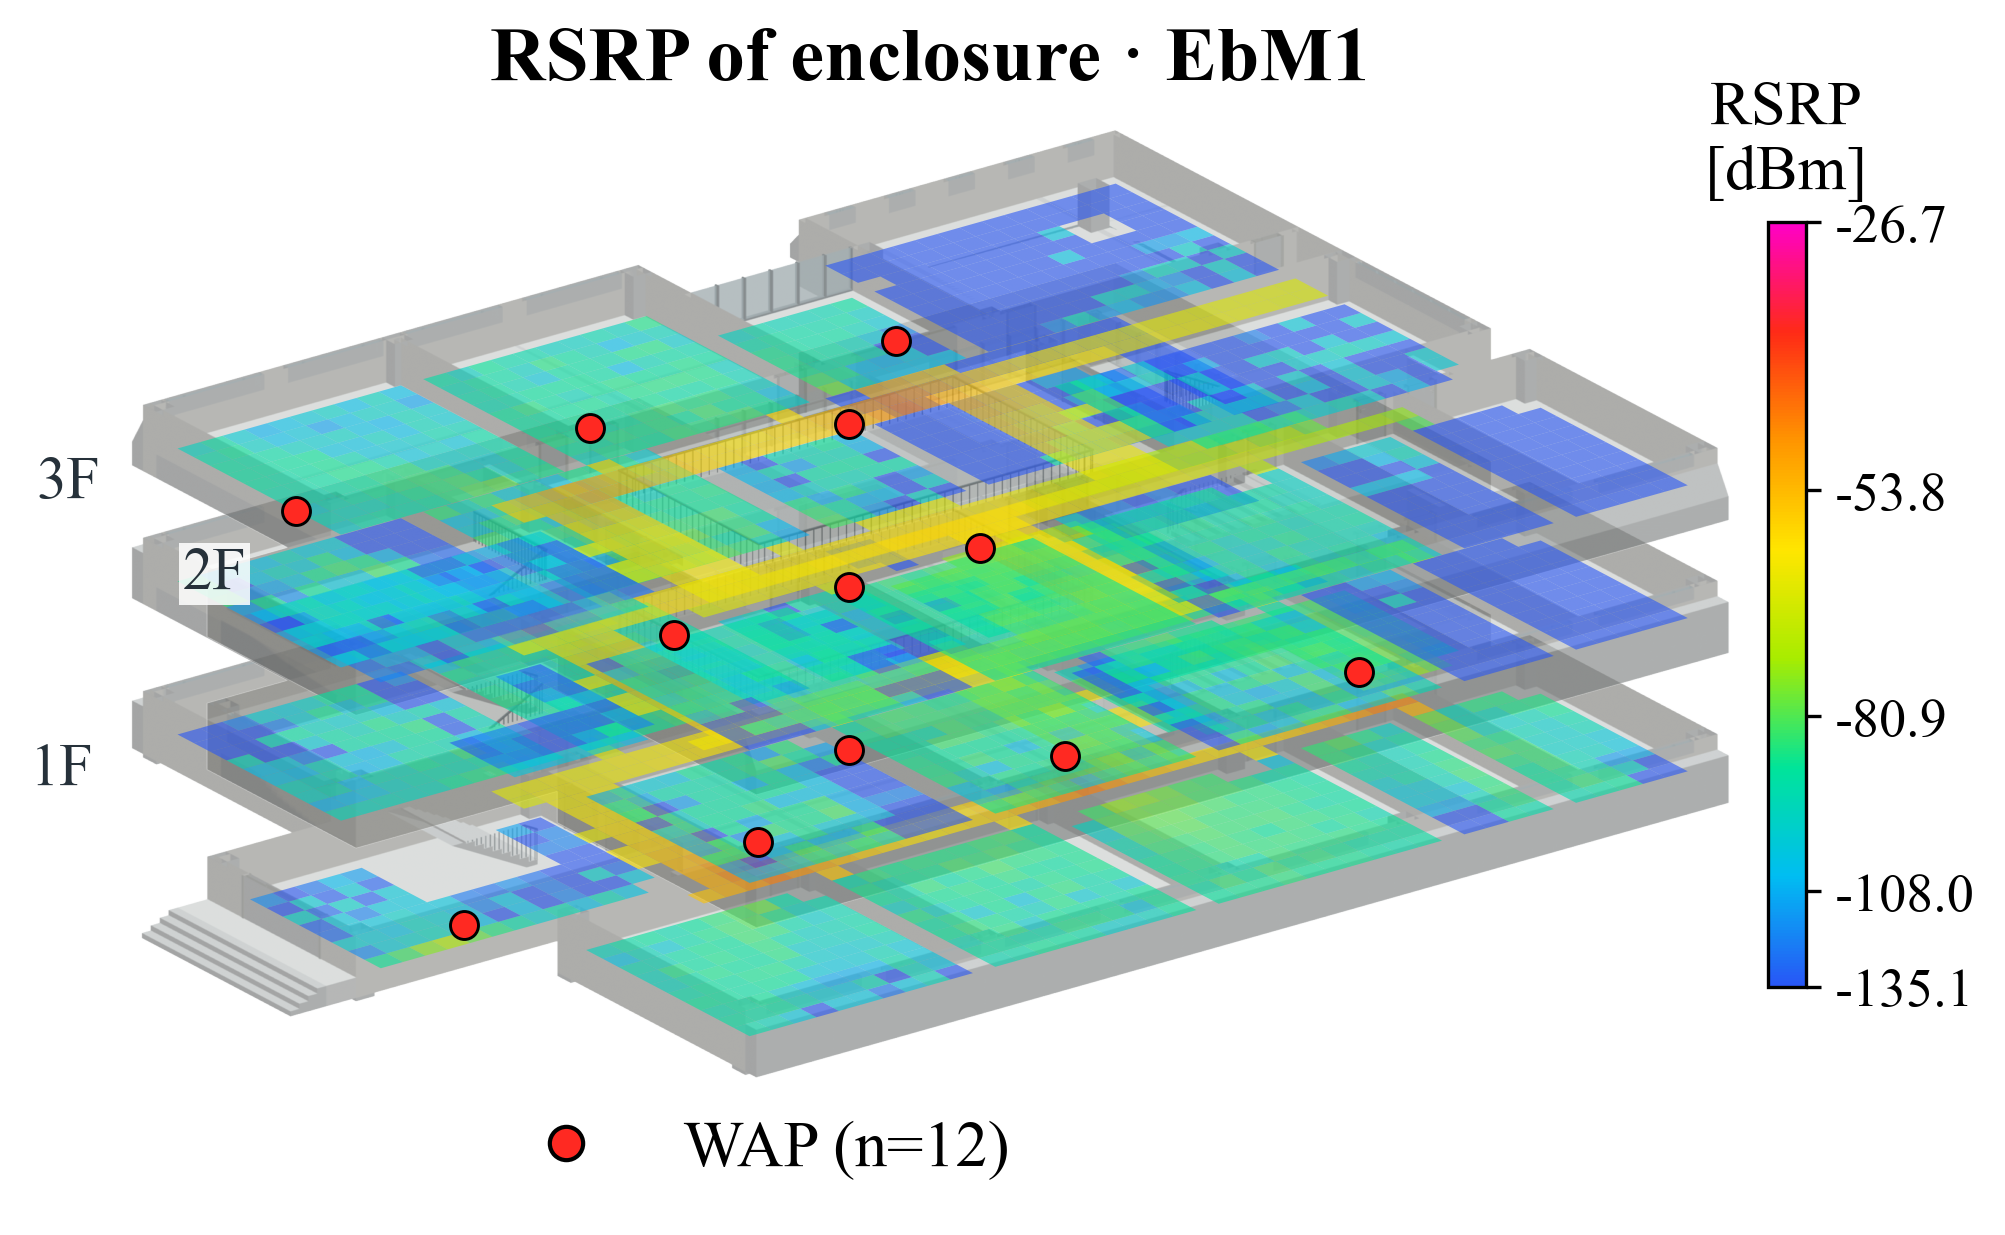 RSRP of enclosure · EbM1
RSRP
[dBm]
-26.7
-53.8
-80.9
-108.0
-135.1
3F
2F
1F
WAP (n=12)